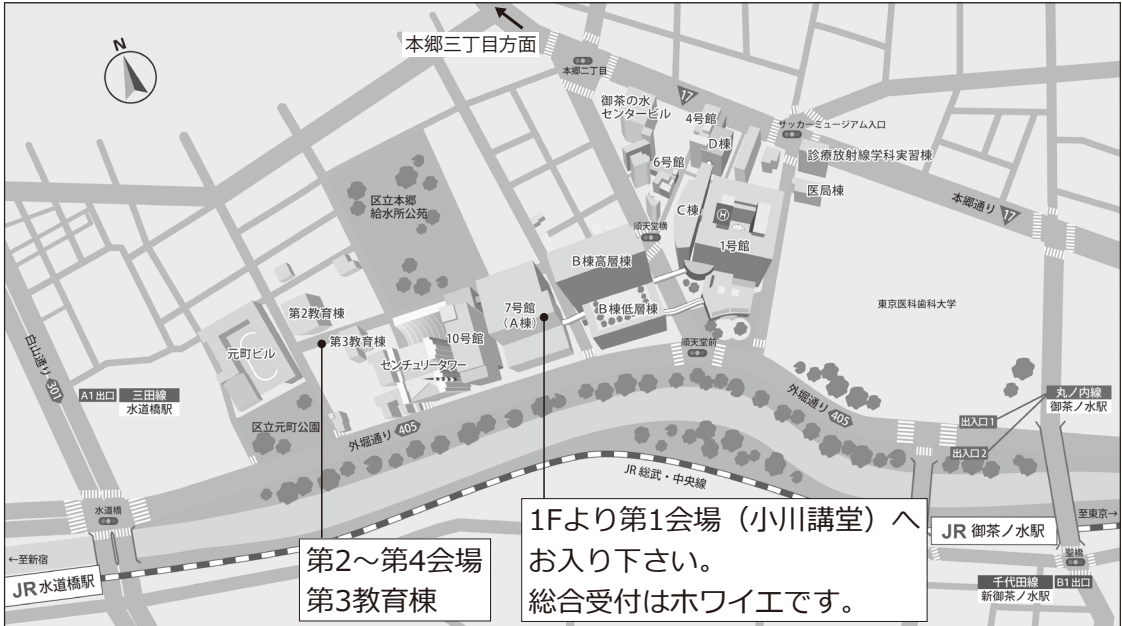 N
本郷三丁目方面
本郷二丁目
17
御茶の水
センタービル
4号館
サッカーミュージアム入口
D棟
診療放射線学科実習棟
6号館
医局棟
区立本郷
給水所公苑
本郷通り 17
C棟
H
順天堂横
1号館
B棟高層棟
東京医科歯科大学
7号館
(A棟)
B棟低層棟
第2教育棟
第3教育棟
10号館
元町ビル
センチュリータワー
順天堂前
白山通り 301
A1出口 三田線
水道橋駅
丸ノ内線
御茶ノ水駅
外堀通り 405
出入口1
区立元町公園
外堀通り 405
出入口2
JR 総武・中央線
水道橋
至東京→
JR 御茶ノ水駅
←至新宿
JR 水道橋駅
聖橋
千代田線 B1出口
新御茶ノ水駅
第2～第4会場
第3教育棟
1Fより第1会場（小川講堂）へ
お入り下さい。
総合受付はホワイエです。